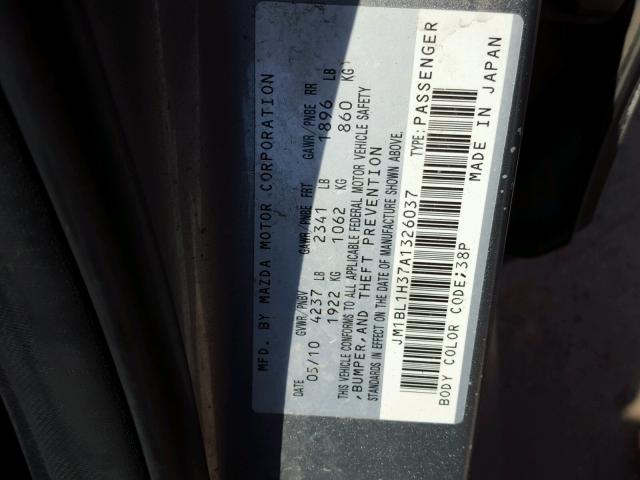 MFD. BY MAZDA MOTOR CORPORATION
DATE GVWR/PNBV GAWR/PNBE FRT GAWR/PNBE RR
05/10 4237 LB 2341 LB 1896 LB
1922 KG 1062 KG 860 KG
THIS VEHICLE CONFORMS TO ALL APPLICABLE FEDERAL MOTOR VEHICLE SAFETY
,BUMPER,AND THEFT PREVENTION
STANDARDS IN EFFECT ON THE DATE OF MANUFACTURE SHOWN ABOVE.
JM1BL1H37A1326037 TYPE:PASSENGER
BODY COLOR CODE:38P MADE IN JAPAN